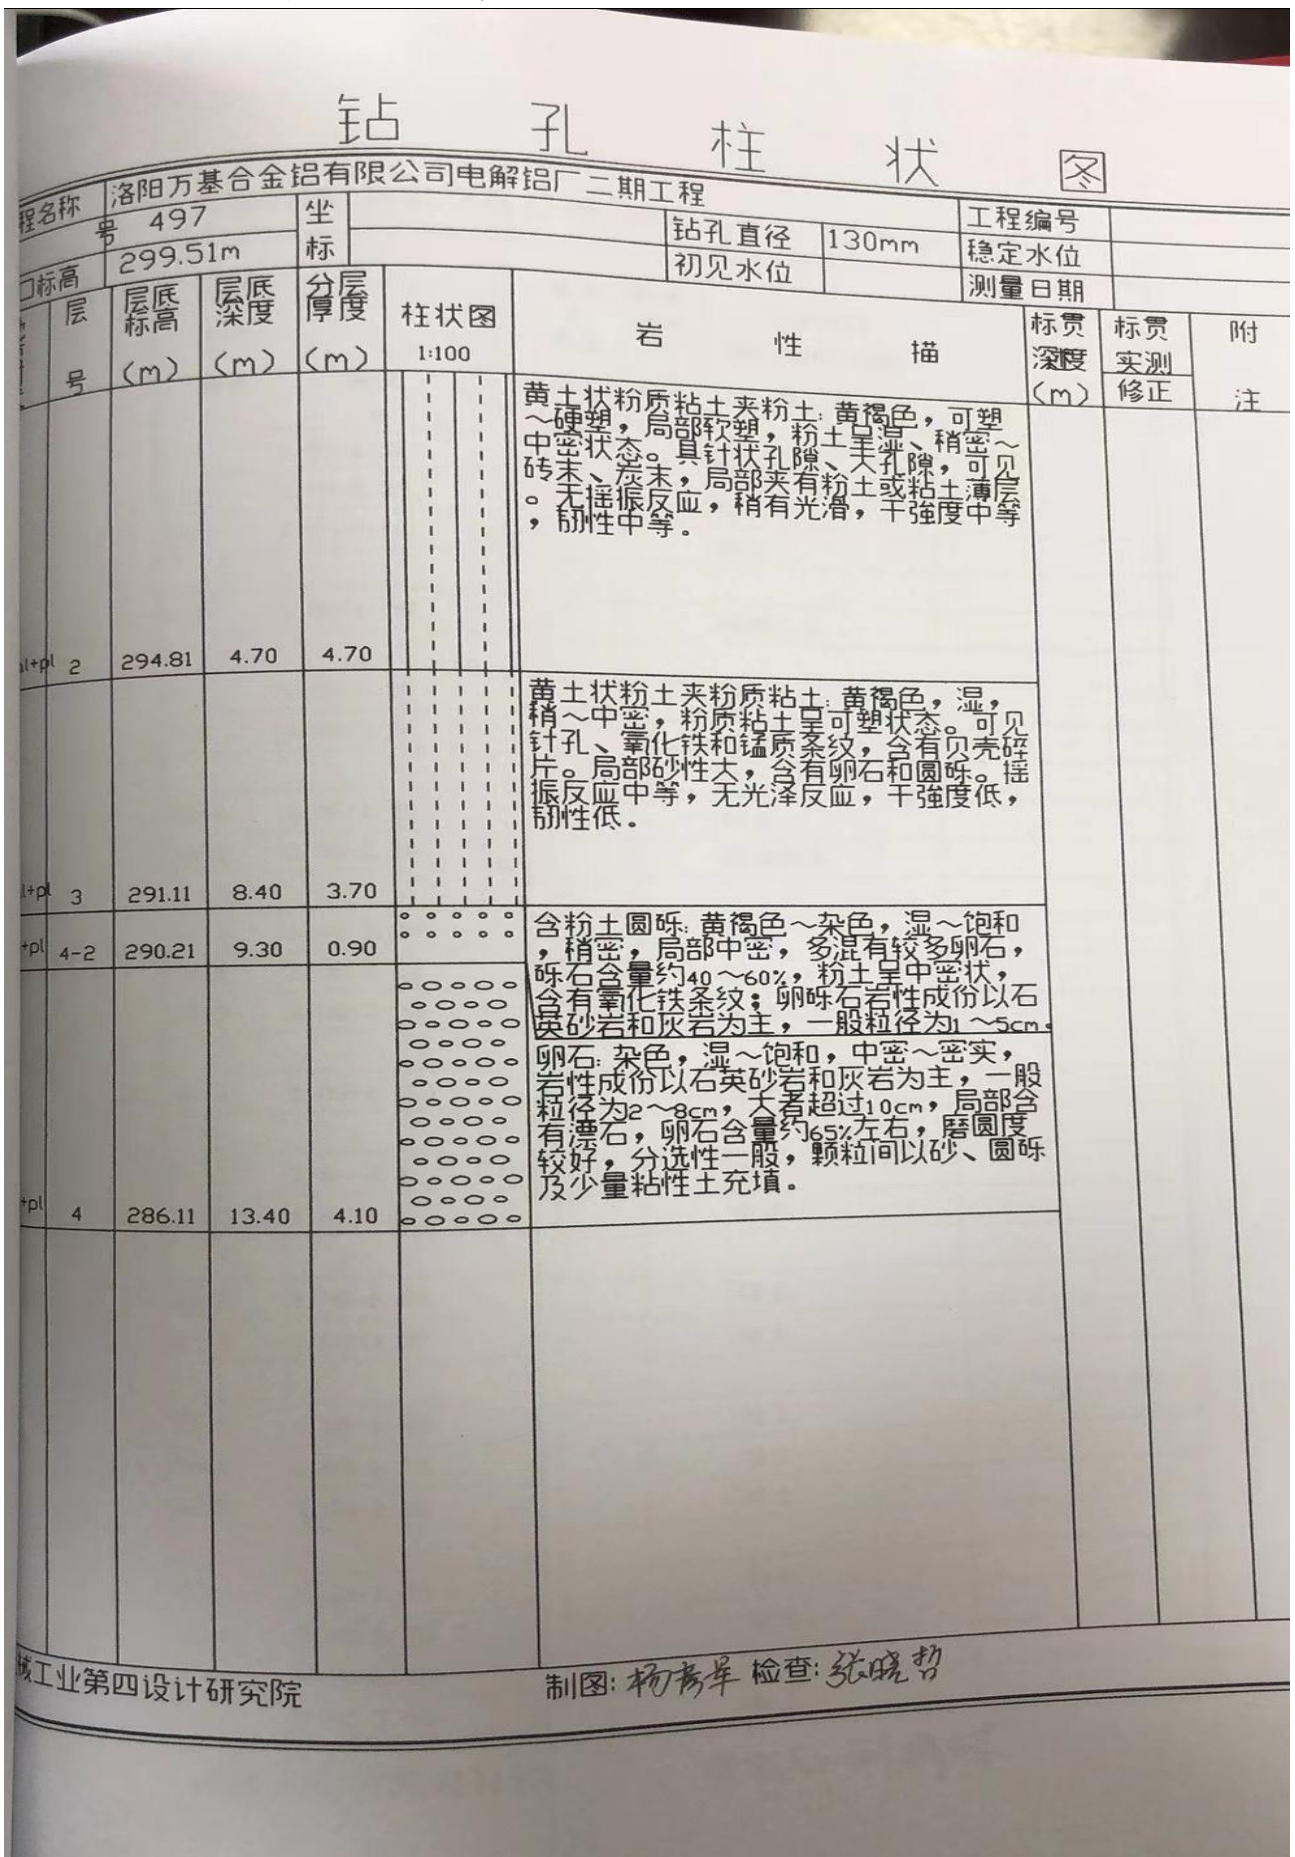 钻孔柱状图
程名称 洛阳万基合金铝有限公司电解铝厂二期工程
号 497 坐标 钻孔直径 130mm 工程编号
口标高 299.51m 初见水位 稳定水位
测量日期
层号 层底标高(m) 层底深度(m) 分层厚度(m) 柱状图 1:100 岩性描 标贯深度(m) 标贯实测修正 附注
黄土状粉质粘土夹粉土:黄褐色,可塑
～硬塑,局部软塑,粉土呈湿、稍密～
中密状态。具针状孔隙、大孔隙,可见
砖末、炭末,局部夹有粉土或粘土薄层
。无摇振反应,稍有光滑,干强度中等
,韧性中等。
al+pl 2 294.81 4.70 4.70
黄土状粉土夹粉质粘土:黄褐色,湿,
稍～中密,粉质粘土呈可塑状态。可见
针孔、氧化铁和锰质条纹,含有贝壳碎
片。局部砂性大,含有卵石和圆砾。摇
振反应中等,无光泽反应,干强度低,
韧性低。
l+pl 3 291.11 8.40 3.70
含粉土圆砾:黄褐色～杂色,湿～饱和
,稍密,局部中密,多混有较多卵石,
砾石含量约40～60%,粉土呈中密状,
含有氧化铁条纹；卵砾石岩性成份以石
英砂岩和灰岩为主,一般粒径为1～5cm。
+pl 4-2 290.21 9.30 0.90
卵石:杂色,湿～饱和,中密～密实,
岩性成份以石英砂岩和灰岩为主,一般
粒径为2～8cm,大者超过10cm,局部含
有漂石,卵石含量约65%左右,磨圆度
较好,分选性一般,颗粒间以砂、圆砾
及少量粘性土充填。
+pl 4 286.11 13.40 4.10
械工业第四设计研究院 制图: 检查:张晓哲